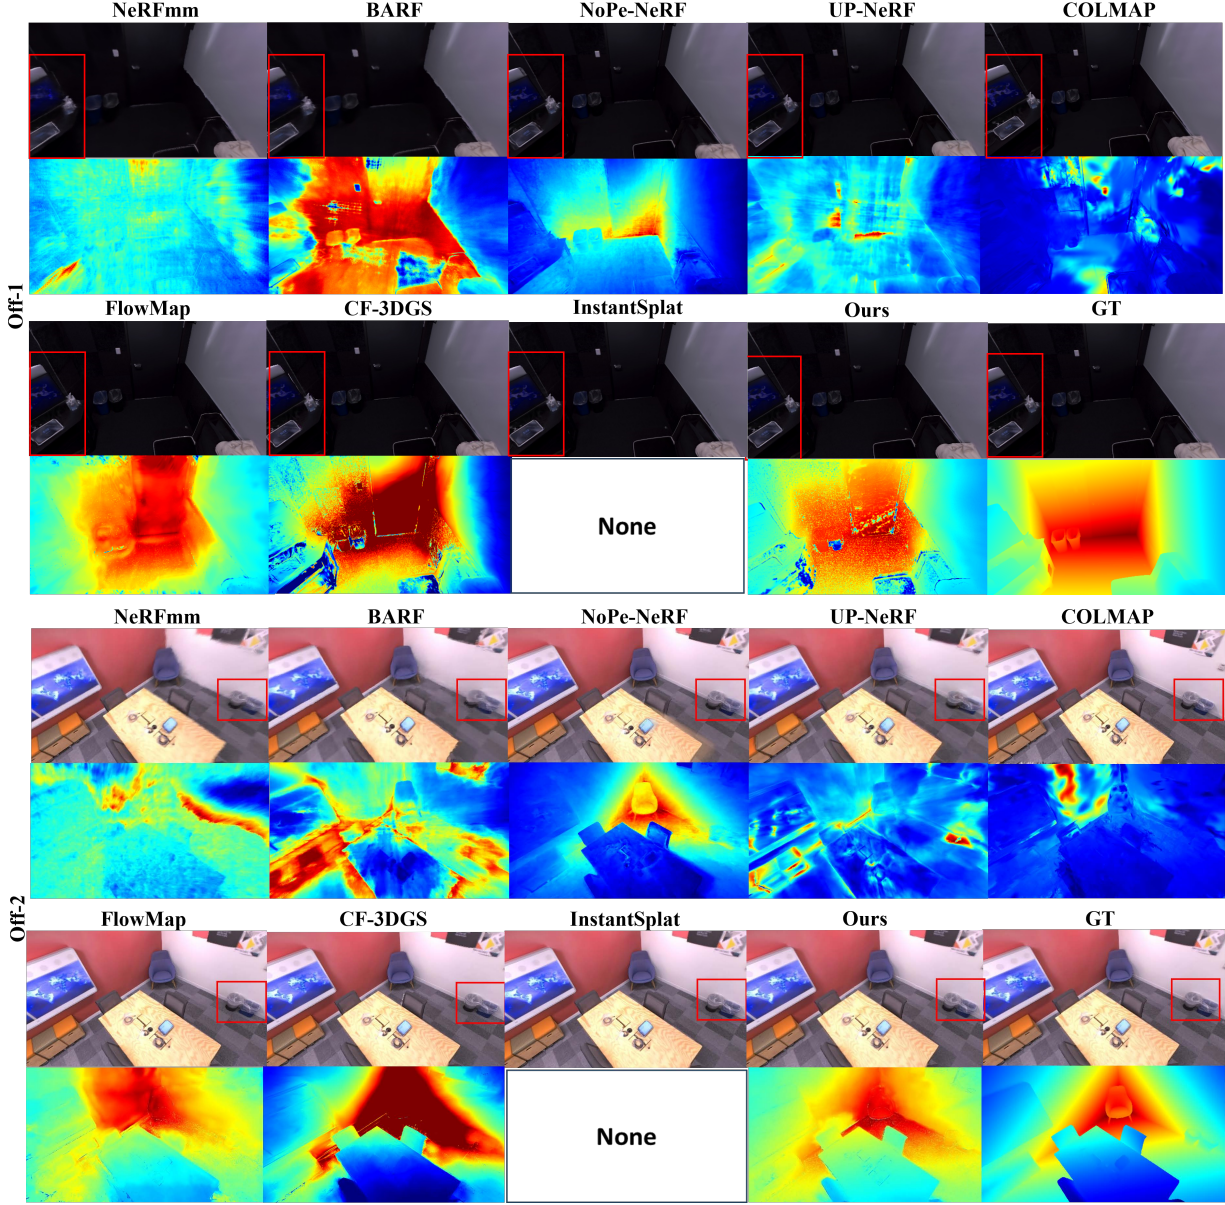 NeRFmm BARF NoPe-NeRF UP-NeRF COLMAP
Off-1
FlowMap CF-3DGS InstantSplat Ours GT
None
NeRFmm BARF NoPe-NeRF UP-NeRF COLMAP
Off-2
FlowMap CF-3DGS InstantSplat Ours GT
None